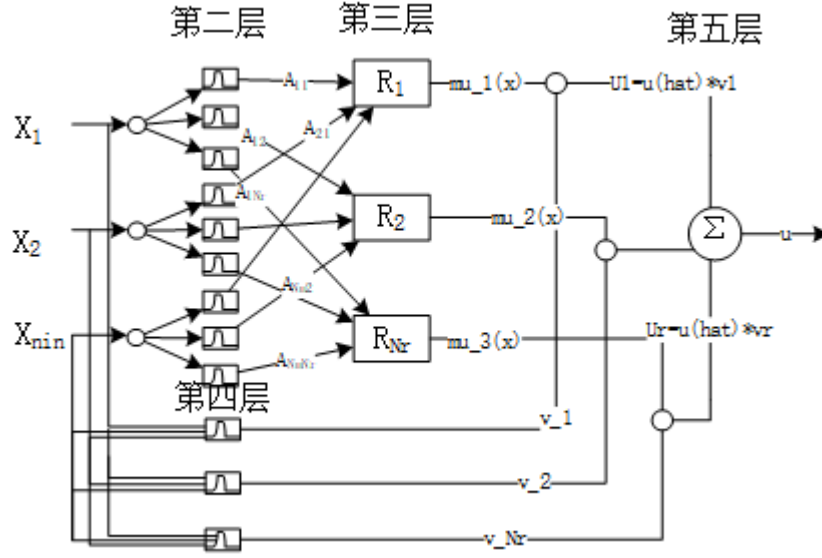 第二层
第三层
第五层
A₁₁
R₁
mu_1(x)
U1=u(hat)*v1
X₁
A₂₁
A₁₂
A₁Nr
R₂
mu_2(x)
Σ
u
X₂
Aₙᵢₙ₂
Xnin
RNr
mu_3(x)
Ur=u(hat)*vr
第四层
v_1
v_2
v_Nr